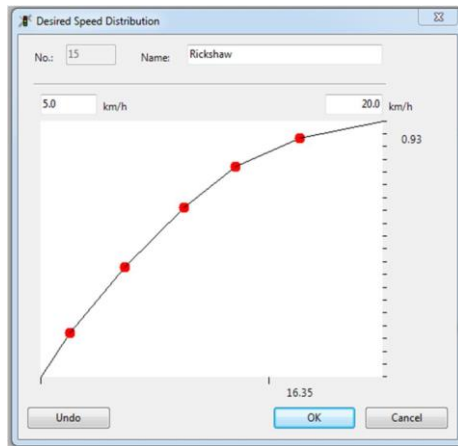 Desired Speed Distribution
No.: 15 Name: Rickshaw
5.0 km/h 20.0 km/h
0.93
16.35
Undo OK Cancel